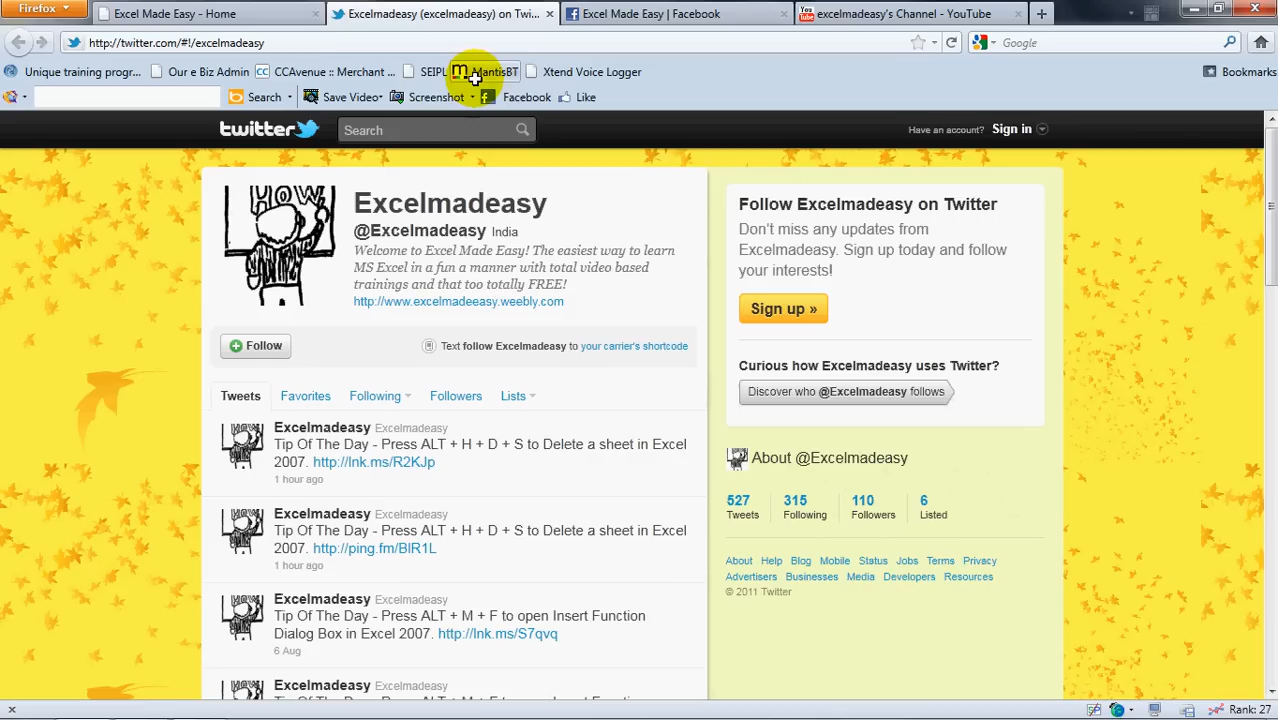 Firefox
Excel Made Easy - Home
Excelmadeasy (excelmadeasy) on Twi...
Excel Made Easy | Facebook
You Tube
excelmadeasy's Channel - YouTube
http://twitter.com/#!/excelmadeasy
Google
Unique training progr...
Our e Biz Admin
CC
CCAvenue :: Merchant ...
SEIPL
MantisBT
Xtend Voice Logger
Bookmarks
Search
Save Video
Screenshot
Facebook
Like
twitter
Search
Have an account?
Sign in
HOW
Excelmadeasy
@Excelmadeasy India
Welcome to Excel Made Easy! The easiest way to learn
MS Excel in a fun a manner with total video based
trainings and that too totally FREE!
http://www.excelmadeeasy.weebly.com
Follow
Text follow Excelmadeasy to your carrier's shortcode
Tweets
Favorites
Following
Followers
Lists
Excelmadeasy Excelmadeasy
Tip Of The Day - Press ALT + H + D + S to Delete a sheet in Excel
2007. http://lnk.ms/R2KJp
1 hour ago
Excelmadeasy Excelmadeasy
Tip Of The Day - Press ALT + H + D + S to Delete a sheet in Excel
2007. http://ping.fm/BIR1L
1 hour ago
Excelmadeasy Excelmadeasy
Tip Of The Day - Press ALT + M + F to open Insert Function
Dialog Box in Excel 2007. http://lnk.ms/S7qvq
6 Aug
Excelmadeasy Excelmadeasy
Follow Excelmadeasy on Twitter
Don't miss any updates from
Excelmadeasy. Sign up today and follow
your interests!
Sign up »
Curious how Excelmadeasy uses Twitter?
Discover who @Excelmadeasy follows
About @Excelmadeasy
527
315
110
6
Tweets
Following
Followers
Listed
About Help Blog Mobile Status Jobs Terms Privacy
Advertisers Businesses Media Developers Resources
© 2011 Twitter
Rank: 27